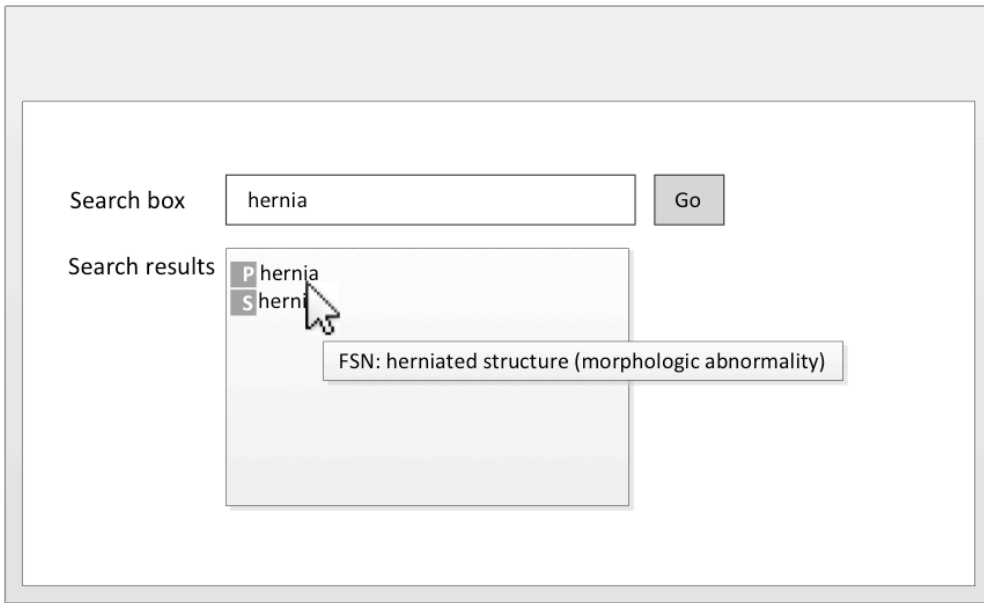 Search box hernia Go
Search results
P hernia
S herni
FSN: herniated structure (morphologic abnormality)